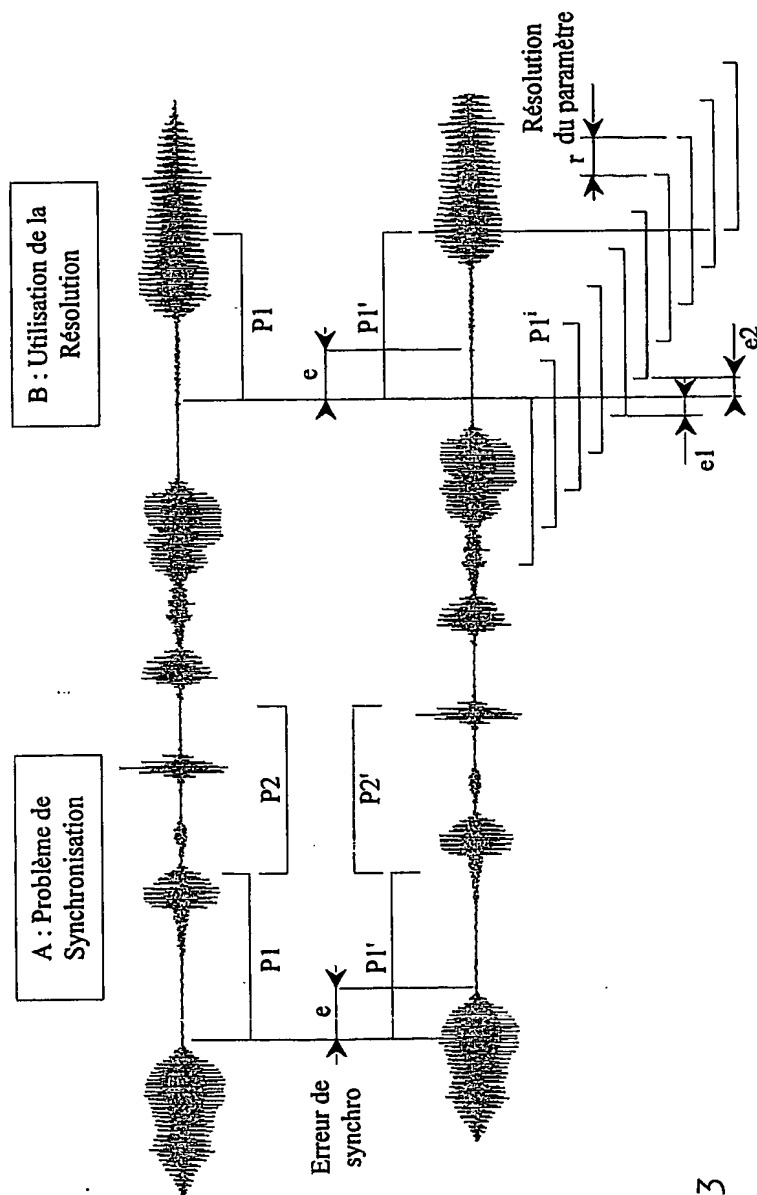 A : Problème de
Synchronisation
B : Utilisation de la
Résolution
P1
P2
P1
e
Erreur de
synchro
e
P1'
P2'
P1'
P1ⁱ
Résolution
du paramètre
r
e1
e2
3